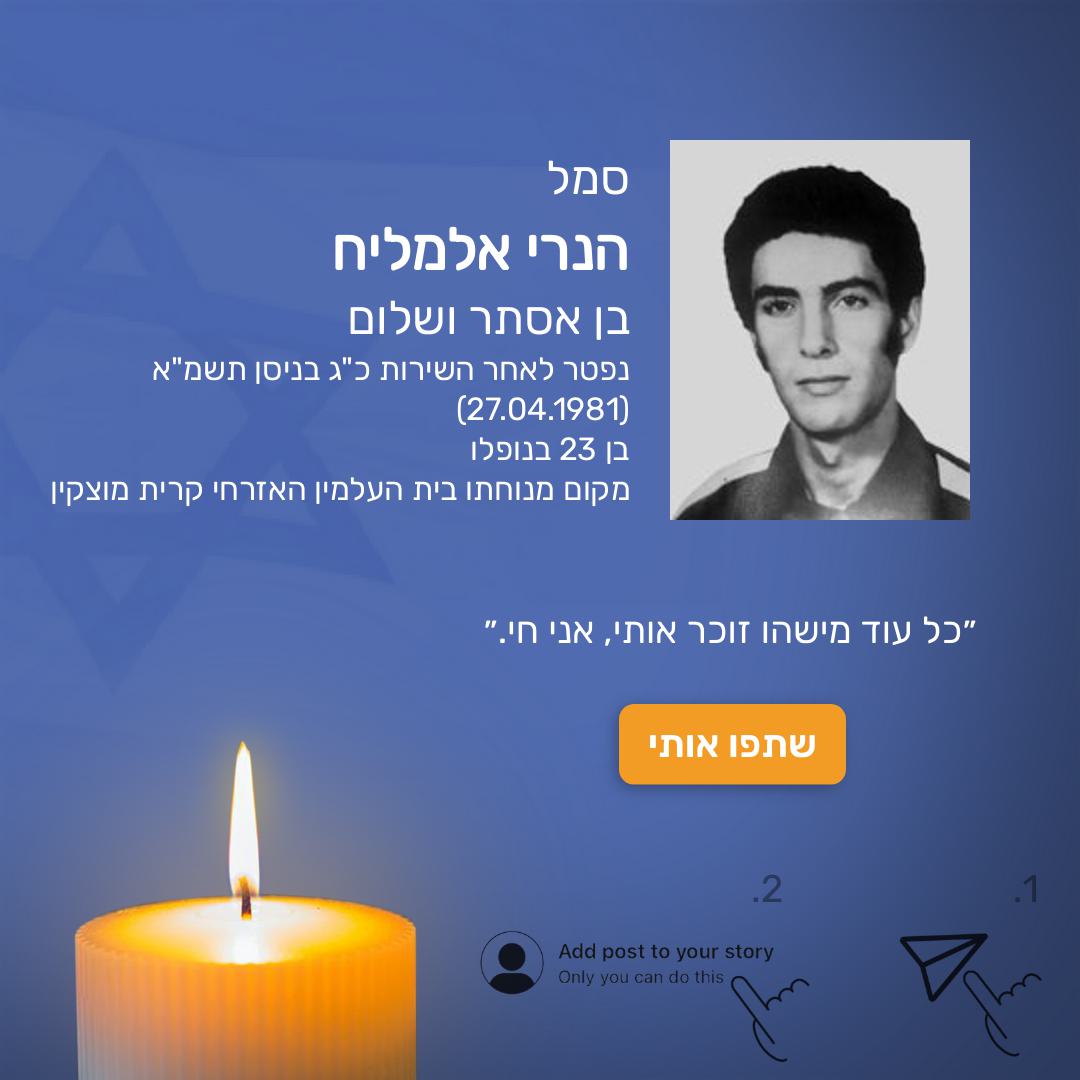 סמל
הנרי אלמליח
בן אסתר ושלום
נפטר לאחר השירות כ"ג בניסן תשמ"א
(27.04.1981)
בן 23 בנופלו
מקום מנוחתו בית העלמין האזרחי קרית מוצקין
״כל עוד מישהו זוכר אותי, אני חי.״
שתפו אותי
1.
2.
Add post to your story
Only you can do this